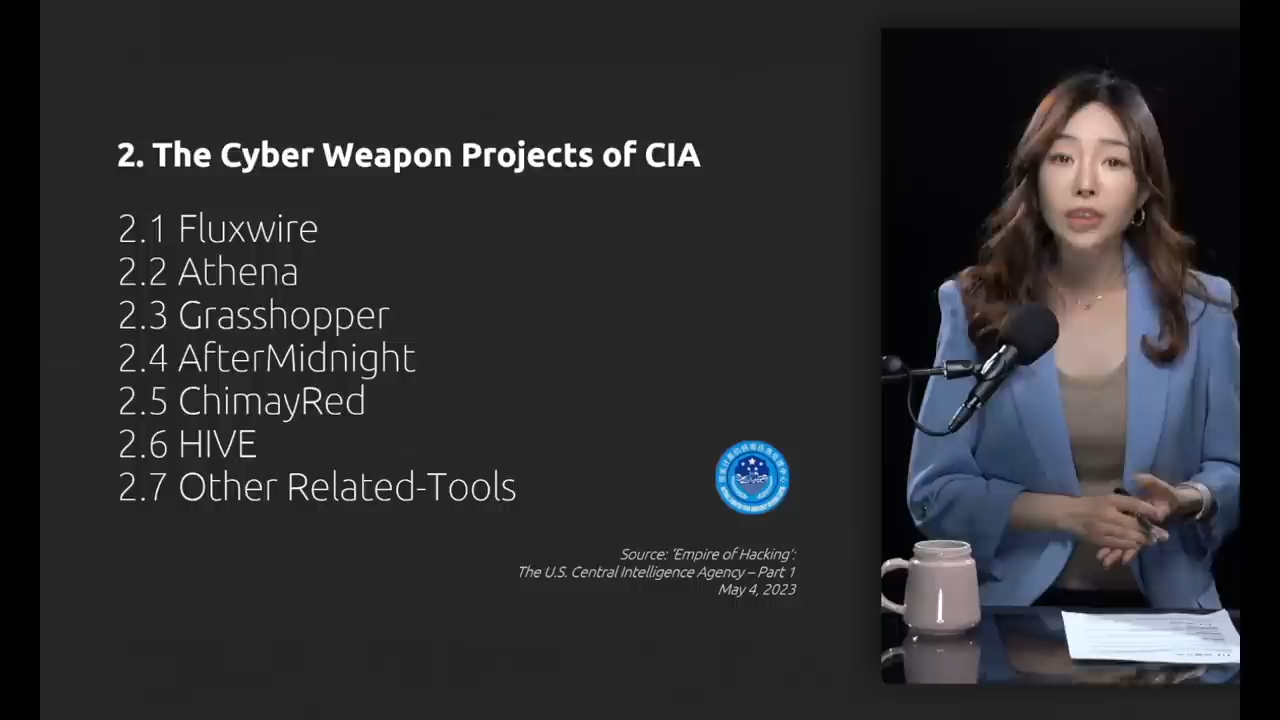 2. The Cyber Weapon Projects of CIA
2.1 Fluxwire
2.2 Athena
2.3 Grasshopper
2.4 AfterMidnight
2.5 ChimayRed
2.6 HIVE
2.7 Other Related-Tools
Source: 'Empire of Hacking':
The U.S. Central Intelligence Agency – Part 1
May 4, 2023